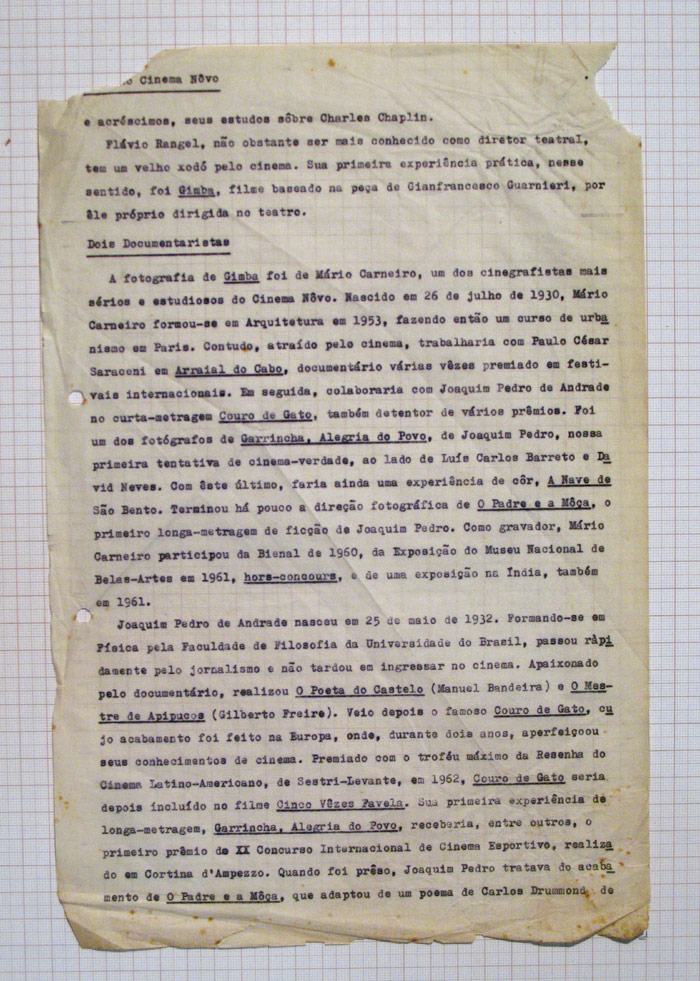 o Cinema Nôvo
e acréscimos, seus estudos sôbre Charles Chaplin.
Flávio Rangel, não obstante ser mais conhecido como diretor teatral,
tem um velho xodó pelo cinema. Sua primeira experiência prática, nesse
sentido, foi Gimba, filme baseado na peça de Gianfrancesco Guarnieri, por
êle próprio dirigida no teatro.
Dois Documentaristas
A fotografia de Gimba foi de Mário Carneiro, um dos cinegrafistas mais
sérios e estudiosos do Cinema Nôvo. Nascido em 26 de julho de 1930, Mário
Carneiro formou-se em Arquitetura em 1953, fazendo então um curso de urba
nismo em Paris. Contudo, atraído pelo cinema, trabalharia com Paulo César
Saraceni em Arraial do Cabo, documentário várias vêzes premiado em festi-
vais internacionais. Em seguida, colaboraria com Joaquim Pedro de Andrade
no curta-metragem Couro de Gato, também detentor de vários prêmios. Foi
um dos fotógrafos de Garrincha, Alegria do Povo, de Joaquim Pedro, nossa
primeira tentativa de cinema-verdade, ao lado de Luís Carlos Barreto e Da
vid Neves. Com êste último, faria ainda uma experiência de côr, A Nave de
São Bento. Terminou há pouco a direção fotográfica de O Padre e a Môça, o
primeiro longa-metragem de ficção de Joaquim Pedro. Como gravador, Mário
Carneiro participou da Bienal de 1960, da Exposição do Museu Nacional de
Belas-Artes em 1961, hors-concours, e de uma exposição na Índia, também
em 1961.
Joaquim Pedro de Andrade nasceu em 25 de maio de 1932. Formando-se em
Física pela Faculdade de Filosofia da Universidade do Brasil, passou ràpi
damente pelo jornalismo e não tardou em ingressar no cinema. Apaixonado
pelo documentário, realizou O Poeta do Castelo (Manuel Bandeira) e O Mes-
tre de Apipucos (Gilberto Freire). Veio depois o famoso Couro de Gato, cu
jo acabamento foi feito na Europa, onde, durante dois anos, aperfeiçoou
seus conhecimentos de cinema. Premiado com o troféu máximo da Resenha do
Cinema Latino-Americano, de Sestri-Levante, em 1962, Couro de Gato seria
depois incluído no filme Cinco Vêzes Favela. Sua primeira experiência de
longa-metragem, Garrincha, Alegria do Povo, receberia, entre outros, o
primeiro prêmio do XX Concurso Internacional de Cinema Esportivo, realiza
do em Cortina d'Ampezzo. Quando foi prêso, Joaquim Pedro tratava do acaba
mento de O Padre e a Môça, que adaptou de um poema de Carlos Drummond de